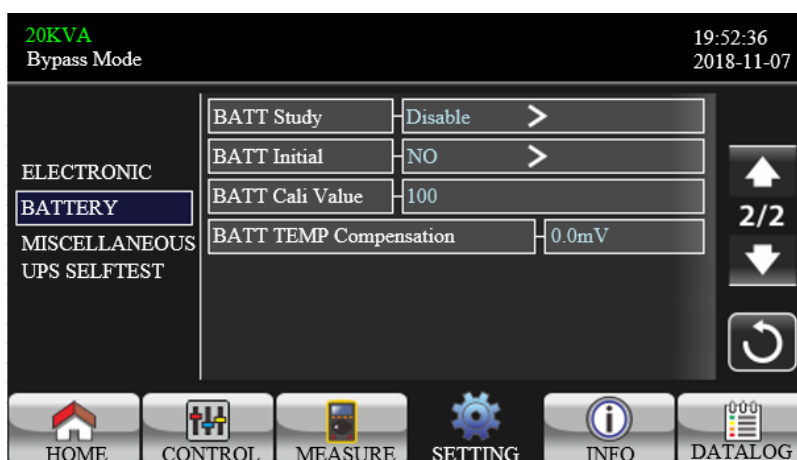 20KVA
Bypass Mode
19:52:36
2018-11-07
ELECTRONIC
BATTERY
MISCELLANEOUS
UPS SELFTEST
BATT Study
Disable
BATT Initial
NO
BATT Cali Value
100
BATT TEMP Compensation
0.0mV
2/2
HOME
CONTROL
MEASURE
SETTING
INFO
DATALOG